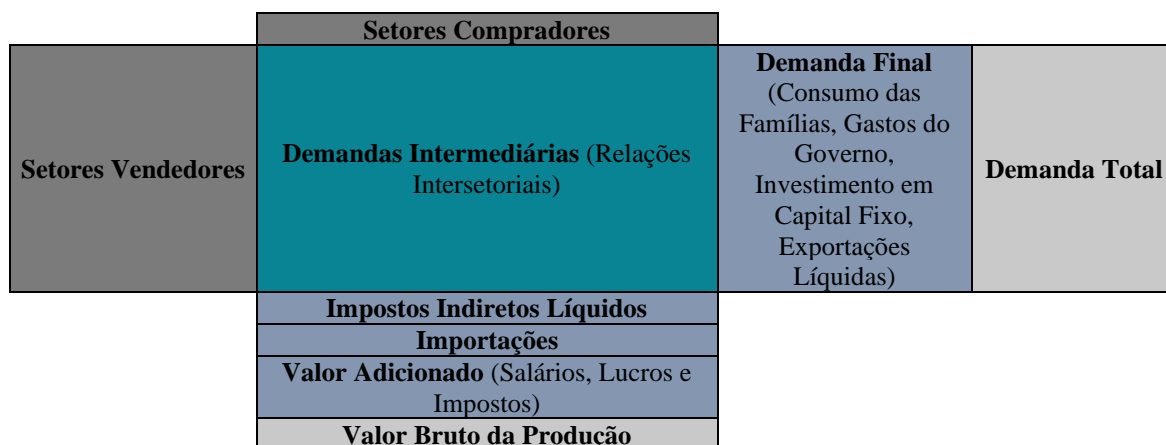 Setores Compradores
Setores Vendedores
Demandas Intermediárias (Relações
Intersetoriais)
Demanda Final
(Consumo das
Famílias, Gastos do
Governo,
Investimento em
Capital Fixo,
Exportações
Líquidas)
Demanda Total
Impostos Indiretos Líquidos
Importações
Valor Adicionado (Salários, Lucros e
Impostos)
Valor Bruto da Produção